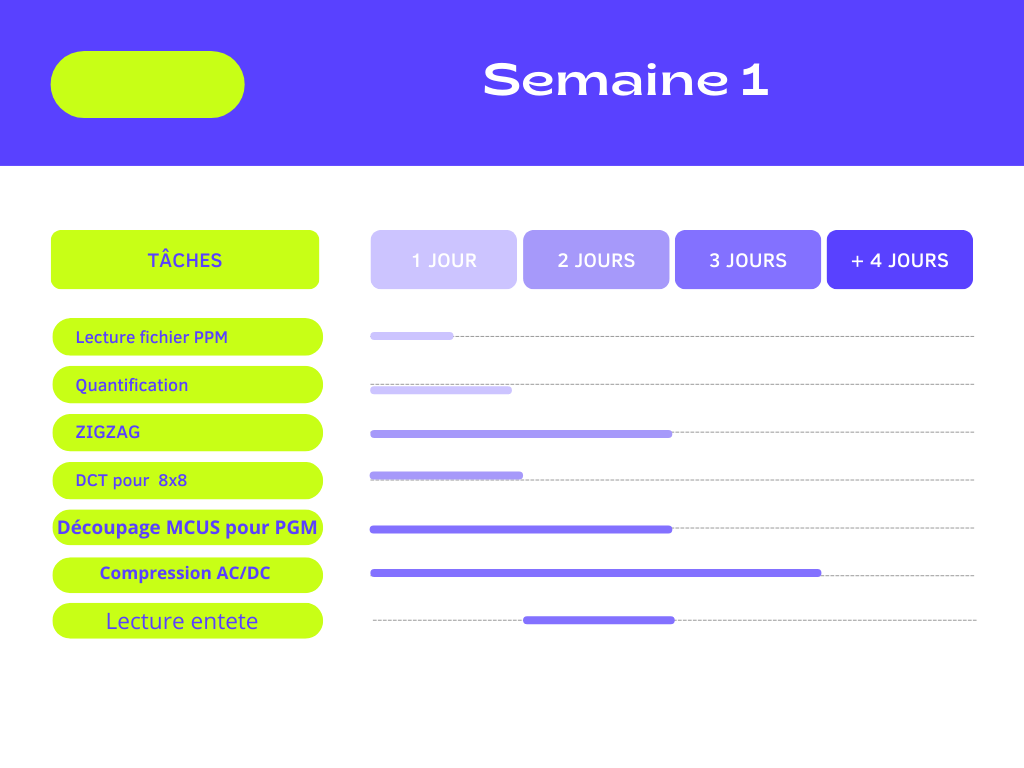 Semaine 1
TÂCHES
1 JOUR
2 JOURS
3 JOURS
+ 4 JOURS
Lecture fichier PPM
Quantification
ZIGZAG
DCT pour 8x8
Découpage MCUS pour PGM
Compression AC/DC
Lecture entete